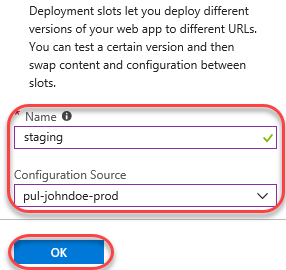 Deployment slots let you deploy different
versions of your web app to different URLs.
You can test a certain version and then
swap content and configuration between
slots.
* Name
staging
Configuration Source
pul-johndoe-prod
OK